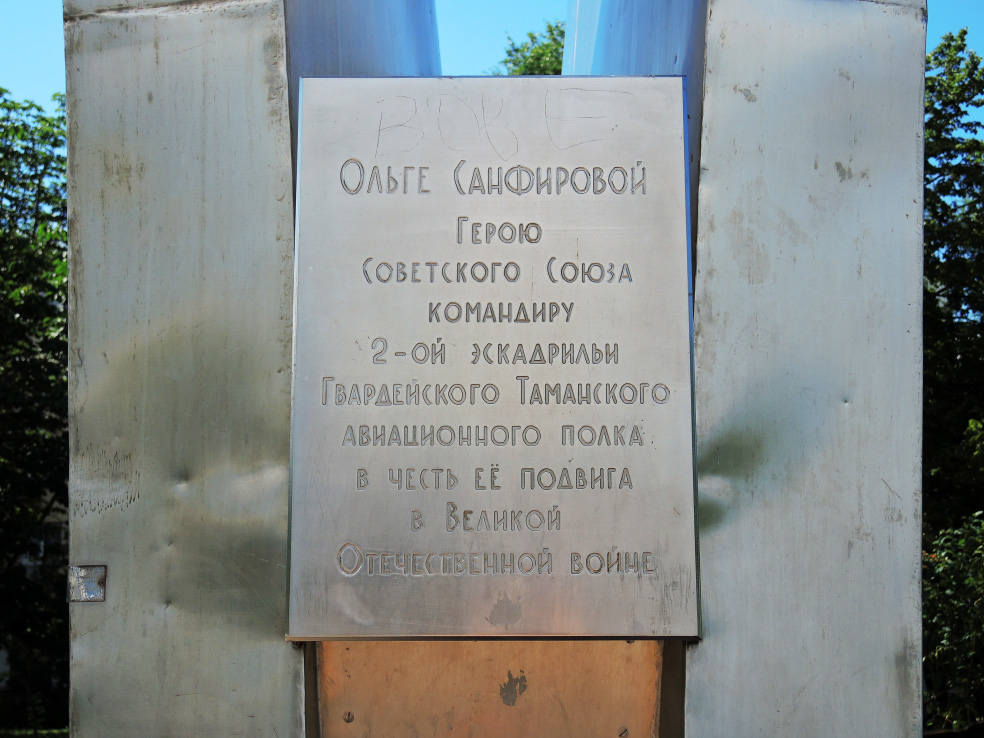 ВОКЕ
Ольге Санфировой
Герою
Советского Союза
командиру
2-ой эскадрильи
Гвардейского Таманского
авиационного полка
в честь её подвига
в Великой
Отечественной войне